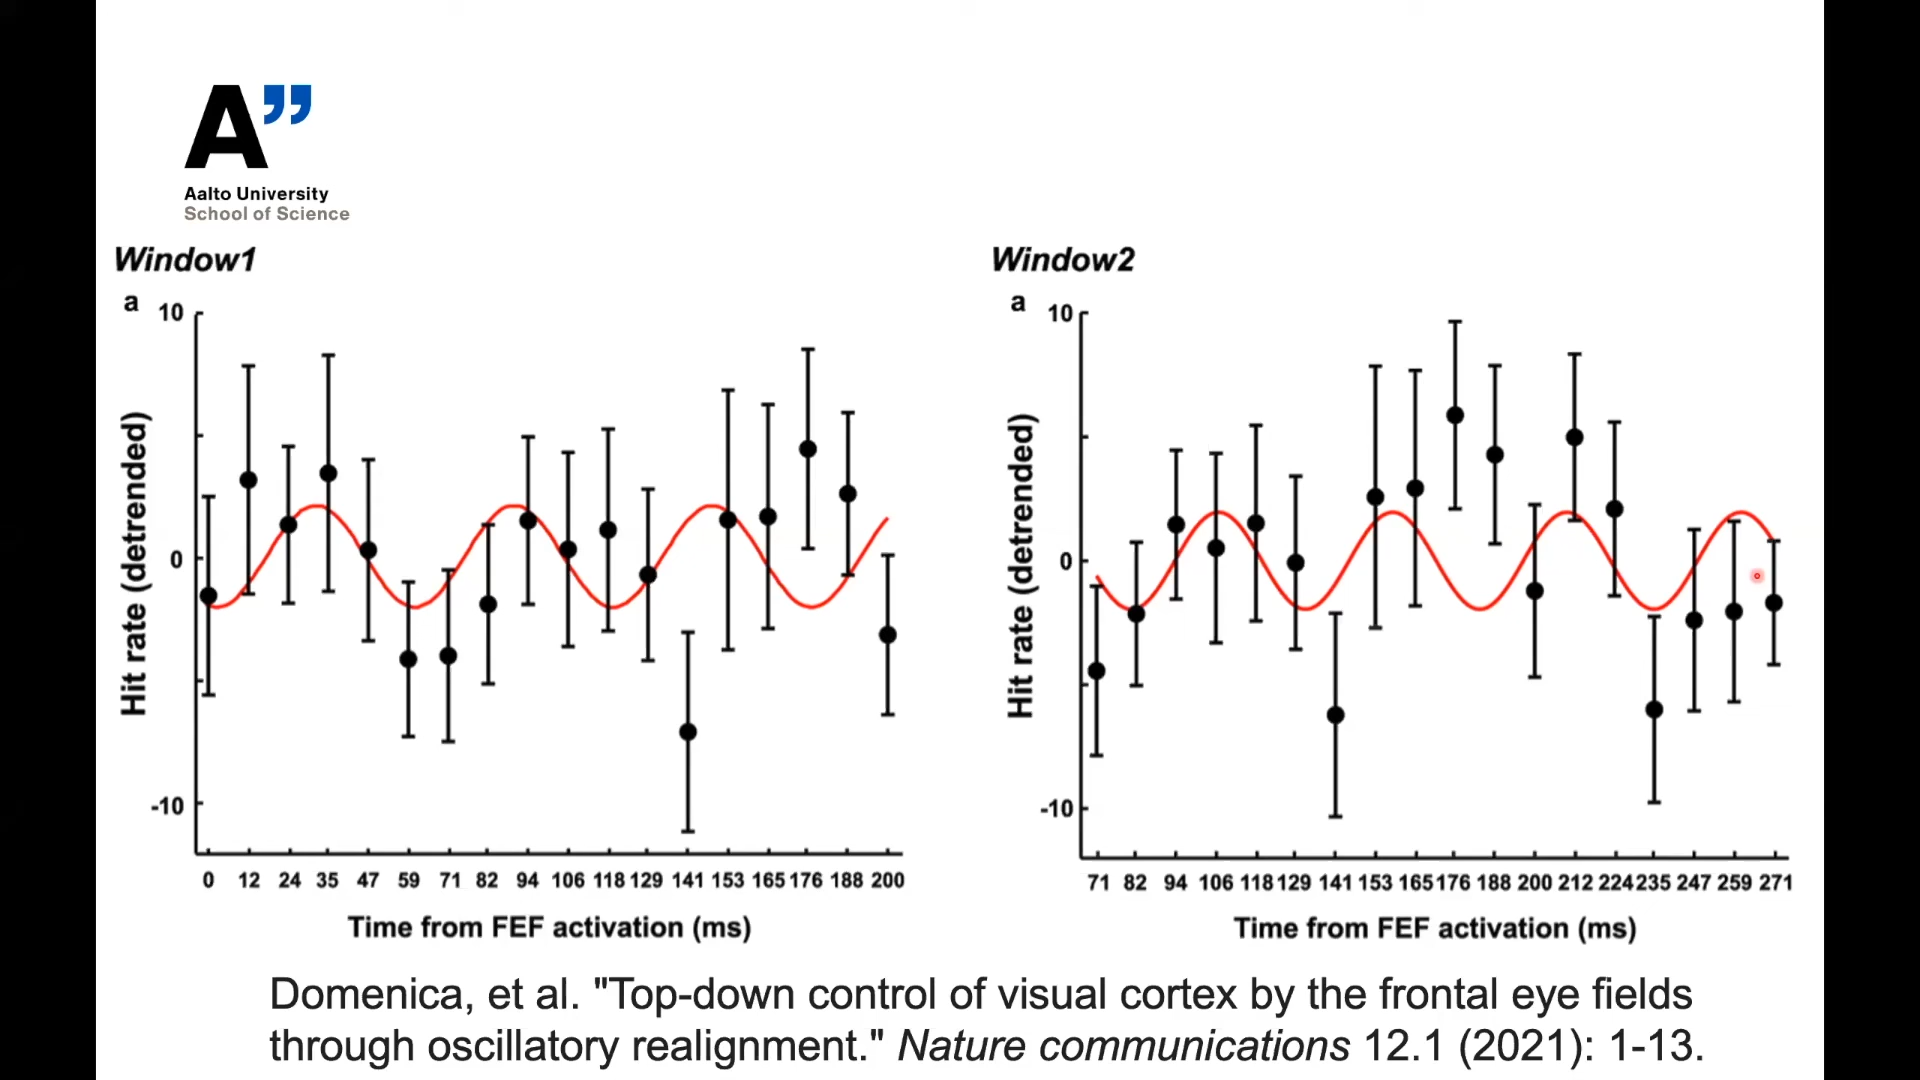 A”
Aalto University
School of Science
Window1
a
10
0
-10
Hit rate (detrended)
0 12 24 35 47 59 71 82 94 106 118 129 141 153 165 176 188 200
Time from FEF activation (ms)
Window2
a
10
0
-10
Hit rate (detrended)
71 82 94 106 118 129 141 153 165 176 188 200 212 224 235 247 259 271
Time from FEF activation (ms)
Domenica, et al. "Top-down control of visual cortex by the frontal eye fields
through oscillatory realignment." Nature communications 12.1 (2021): 1-13.